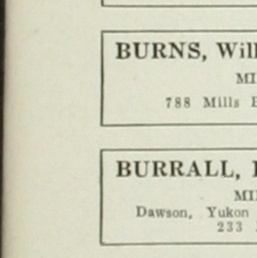 BURNS, Will
MI
788 Mills
BURRALL,
MI
Dawson, Yukon
233